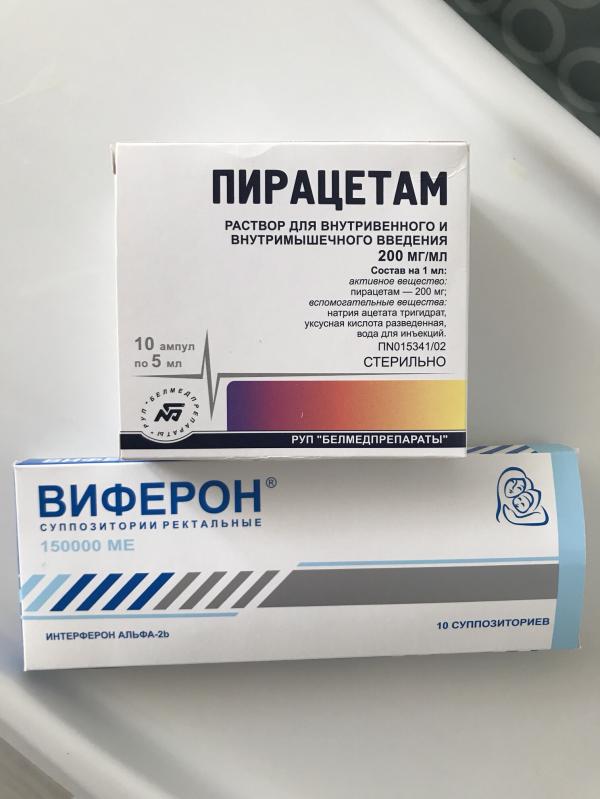 ПИРАЦЕТАМ
РАСТВОР ДЛЯ ВНУТРИВЕННОГО И
ВНУТРИМЫШЕЧНОГО ВВЕДЕНИЯ
200 МГ/МЛ
Состав на 1 мл:
активное вещество:
пирацетам — 200 мг;
вспомогательные вещества:
натрия ацетата тригидрат,
уксусная кислота разведенная,
вода для инъекций.
ПN015341/02
СТЕРИЛЬНО
10 ампул
по 5 мл
РУП "БЕЛМЕДПРЕПАРАТЫ"
РУП "БЕЛМЕДПРЕПАРАТЫ"
ВИФЕРОН®
СУППОЗИТОРИИ РЕКТАЛЬНЫЕ
150000 МЕ
ИНТЕРФЕРОН АЛЬФА-2b
10 СУППОЗИТОРИЕВ